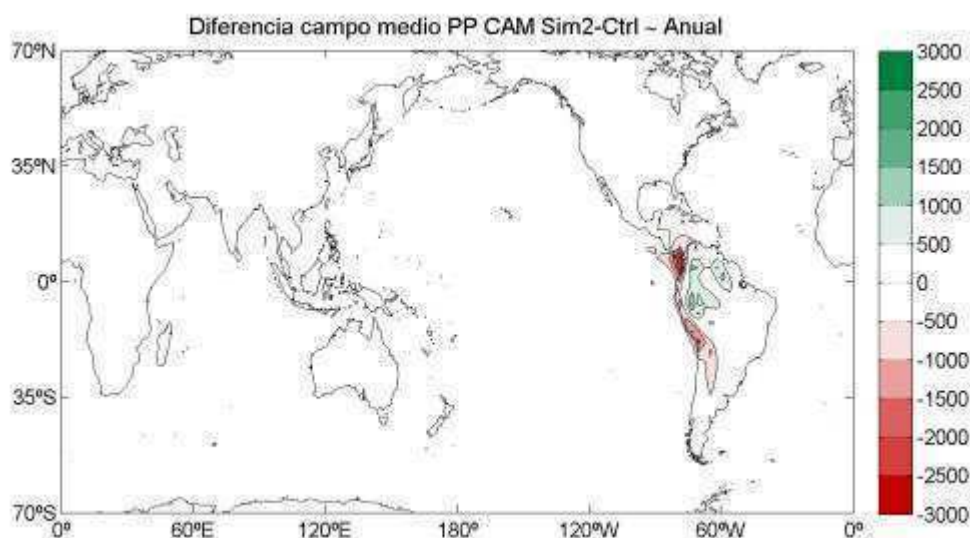 Diferencia campo medio PP CAM Sim2-Ctrl ~ Anual
70ºN
35ºN
0º
35ºS
70ºS
0º 60ºE 120ºE 180º 120ºW 60ºW 0º
3000
2500
2000
1500
1000
500
0
-500
-1000
-1500
-2000
-2500
-3000